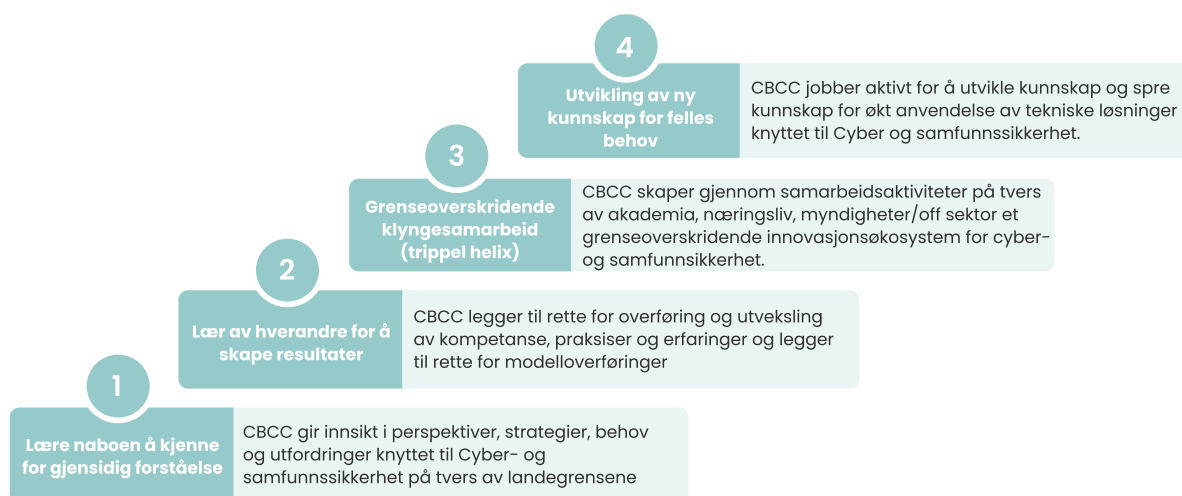 4
Utvikling av ny
kunnskap for felles
behov
CBCC jobber aktivt for å utvikle kunnskap og spre
kunnskap for økt anvendelse av tekniske løsninger
knyttet til Cyber og samfunnssikkerhet.
3
Grenseoverskridende
klyngesamarbeid
(trippel helix)
CBCC skaper gjennom samarbeidsaktiviteter på tvers
av akademia, næringsliv, myndigheter/off sektor et
grenseoverskridende innovasjonsøkosystem for cyber-
og samfunnsikkerhet.
2
Lær av hverandre for å
skape resultater
CBCC legger til rette for overføring og utveksling
av kompetanse, praksiser og erfaringer og legger
til rette for modelloverføringer
1
Lære naboen å kjenne
for gjensidig forståelse
CBCC gir innsikt i perspektiver, strategier, behov
og utfordringer knyttet til Cyber- og
samfunnssikkerhet på tvers av landegrensene